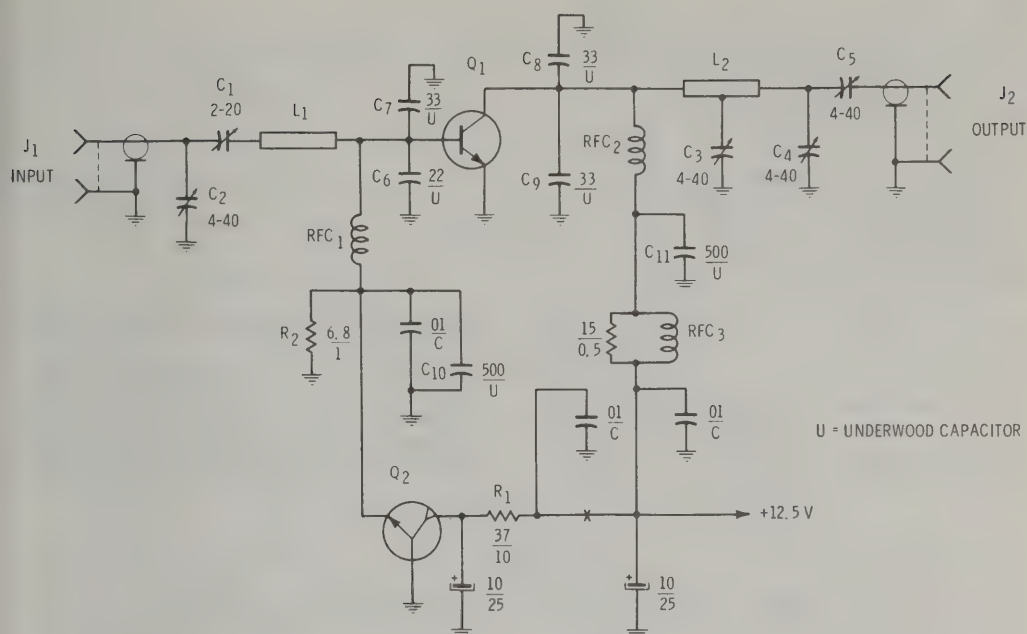 C8
33
U
Q1
L2
C5
C1
2-20
L1
C7
33
U
4-40
J2
OUTPUT
J1
INPUT
C6
22
U
RFC2
C3
4-40
C4
4-40
C2
4-40
C9
33
U
RFC1
C11
500
U
R2
6.8
1
01
C
C10
500
U
15
0.5
RFC3
01
C
01
C
U = UNDERWOOD CAPACITOR
Q2
R1
37
10
+12.5 V
+
10
25
+
10
25